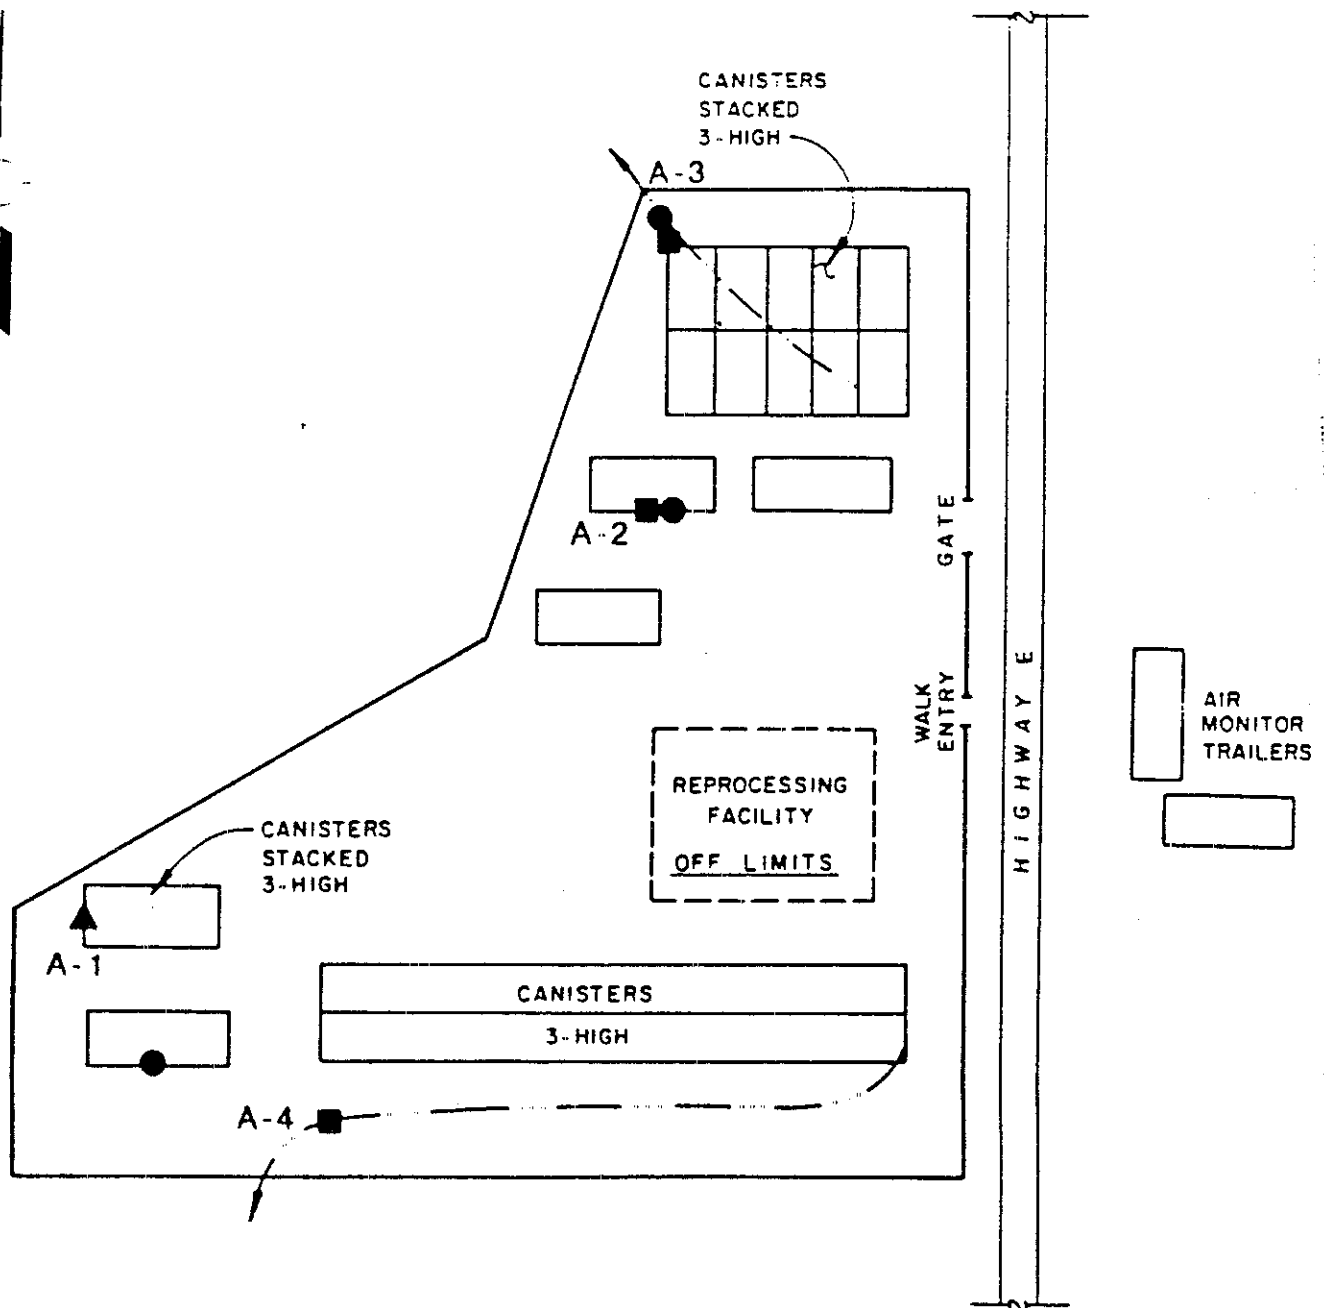 CANISTERS
STACKED
3-HIGH
A-3
GATE
A-2
WALK
ENTRY
HIGHWAY E
AIR
MONITOR
TRAILERS
REPROCESSING
FACILITY
OFF LIMITS
CANISTERS
STACKED
3-HIGH
A-1
CANISTERS
3-HIGH
A-4